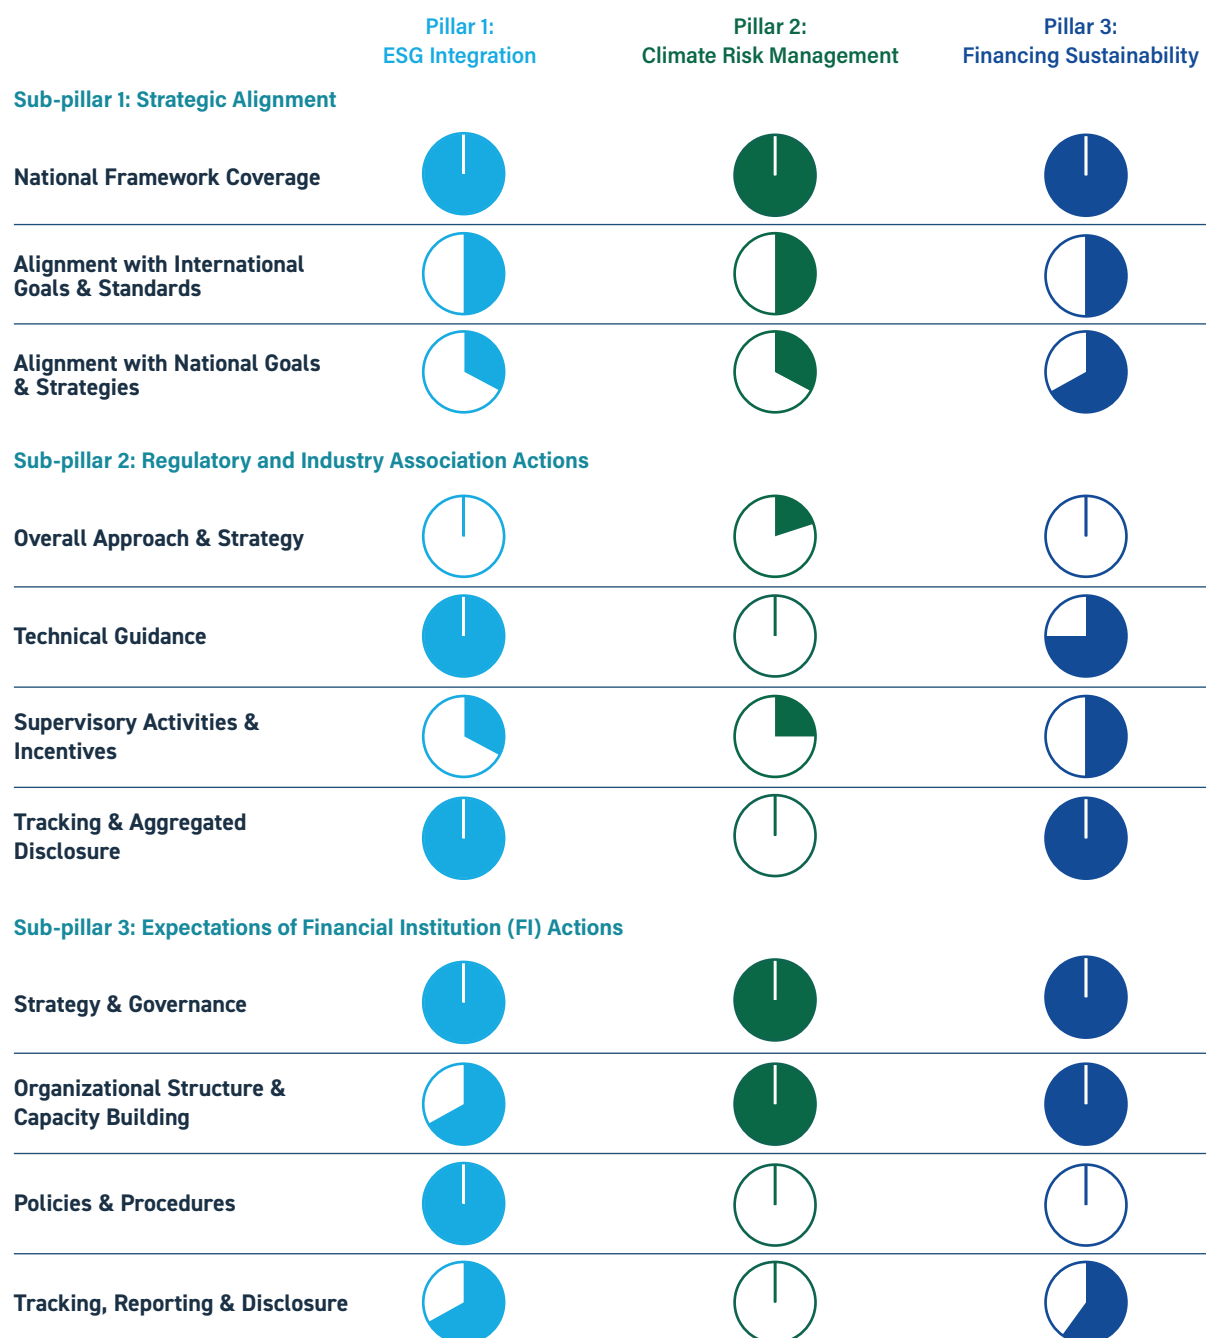 Pillar 1:
ESG Integration
Pillar 2:
Climate Risk Management
Pillar 3:
Financing Sustainability
Sub-pillar 1: Strategic Alignment
National Framework Coverage
Alignment with International
Goals & Standards
Alignment with National Goals
& Strategies
Sub-pillar 2: Regulatory and Industry Association Actions
Overall Approach & Strategy
Technical Guidance
Supervisory Activities &
Incentives
Tracking & Aggregated
Disclosure
Sub-pillar 3: Expectations of Financial Institution (FI) Actions
Strategy & Governance
Organizational Structure &
Capacity Building
Policies & Procedures
Tracking, Reporting & Disclosure